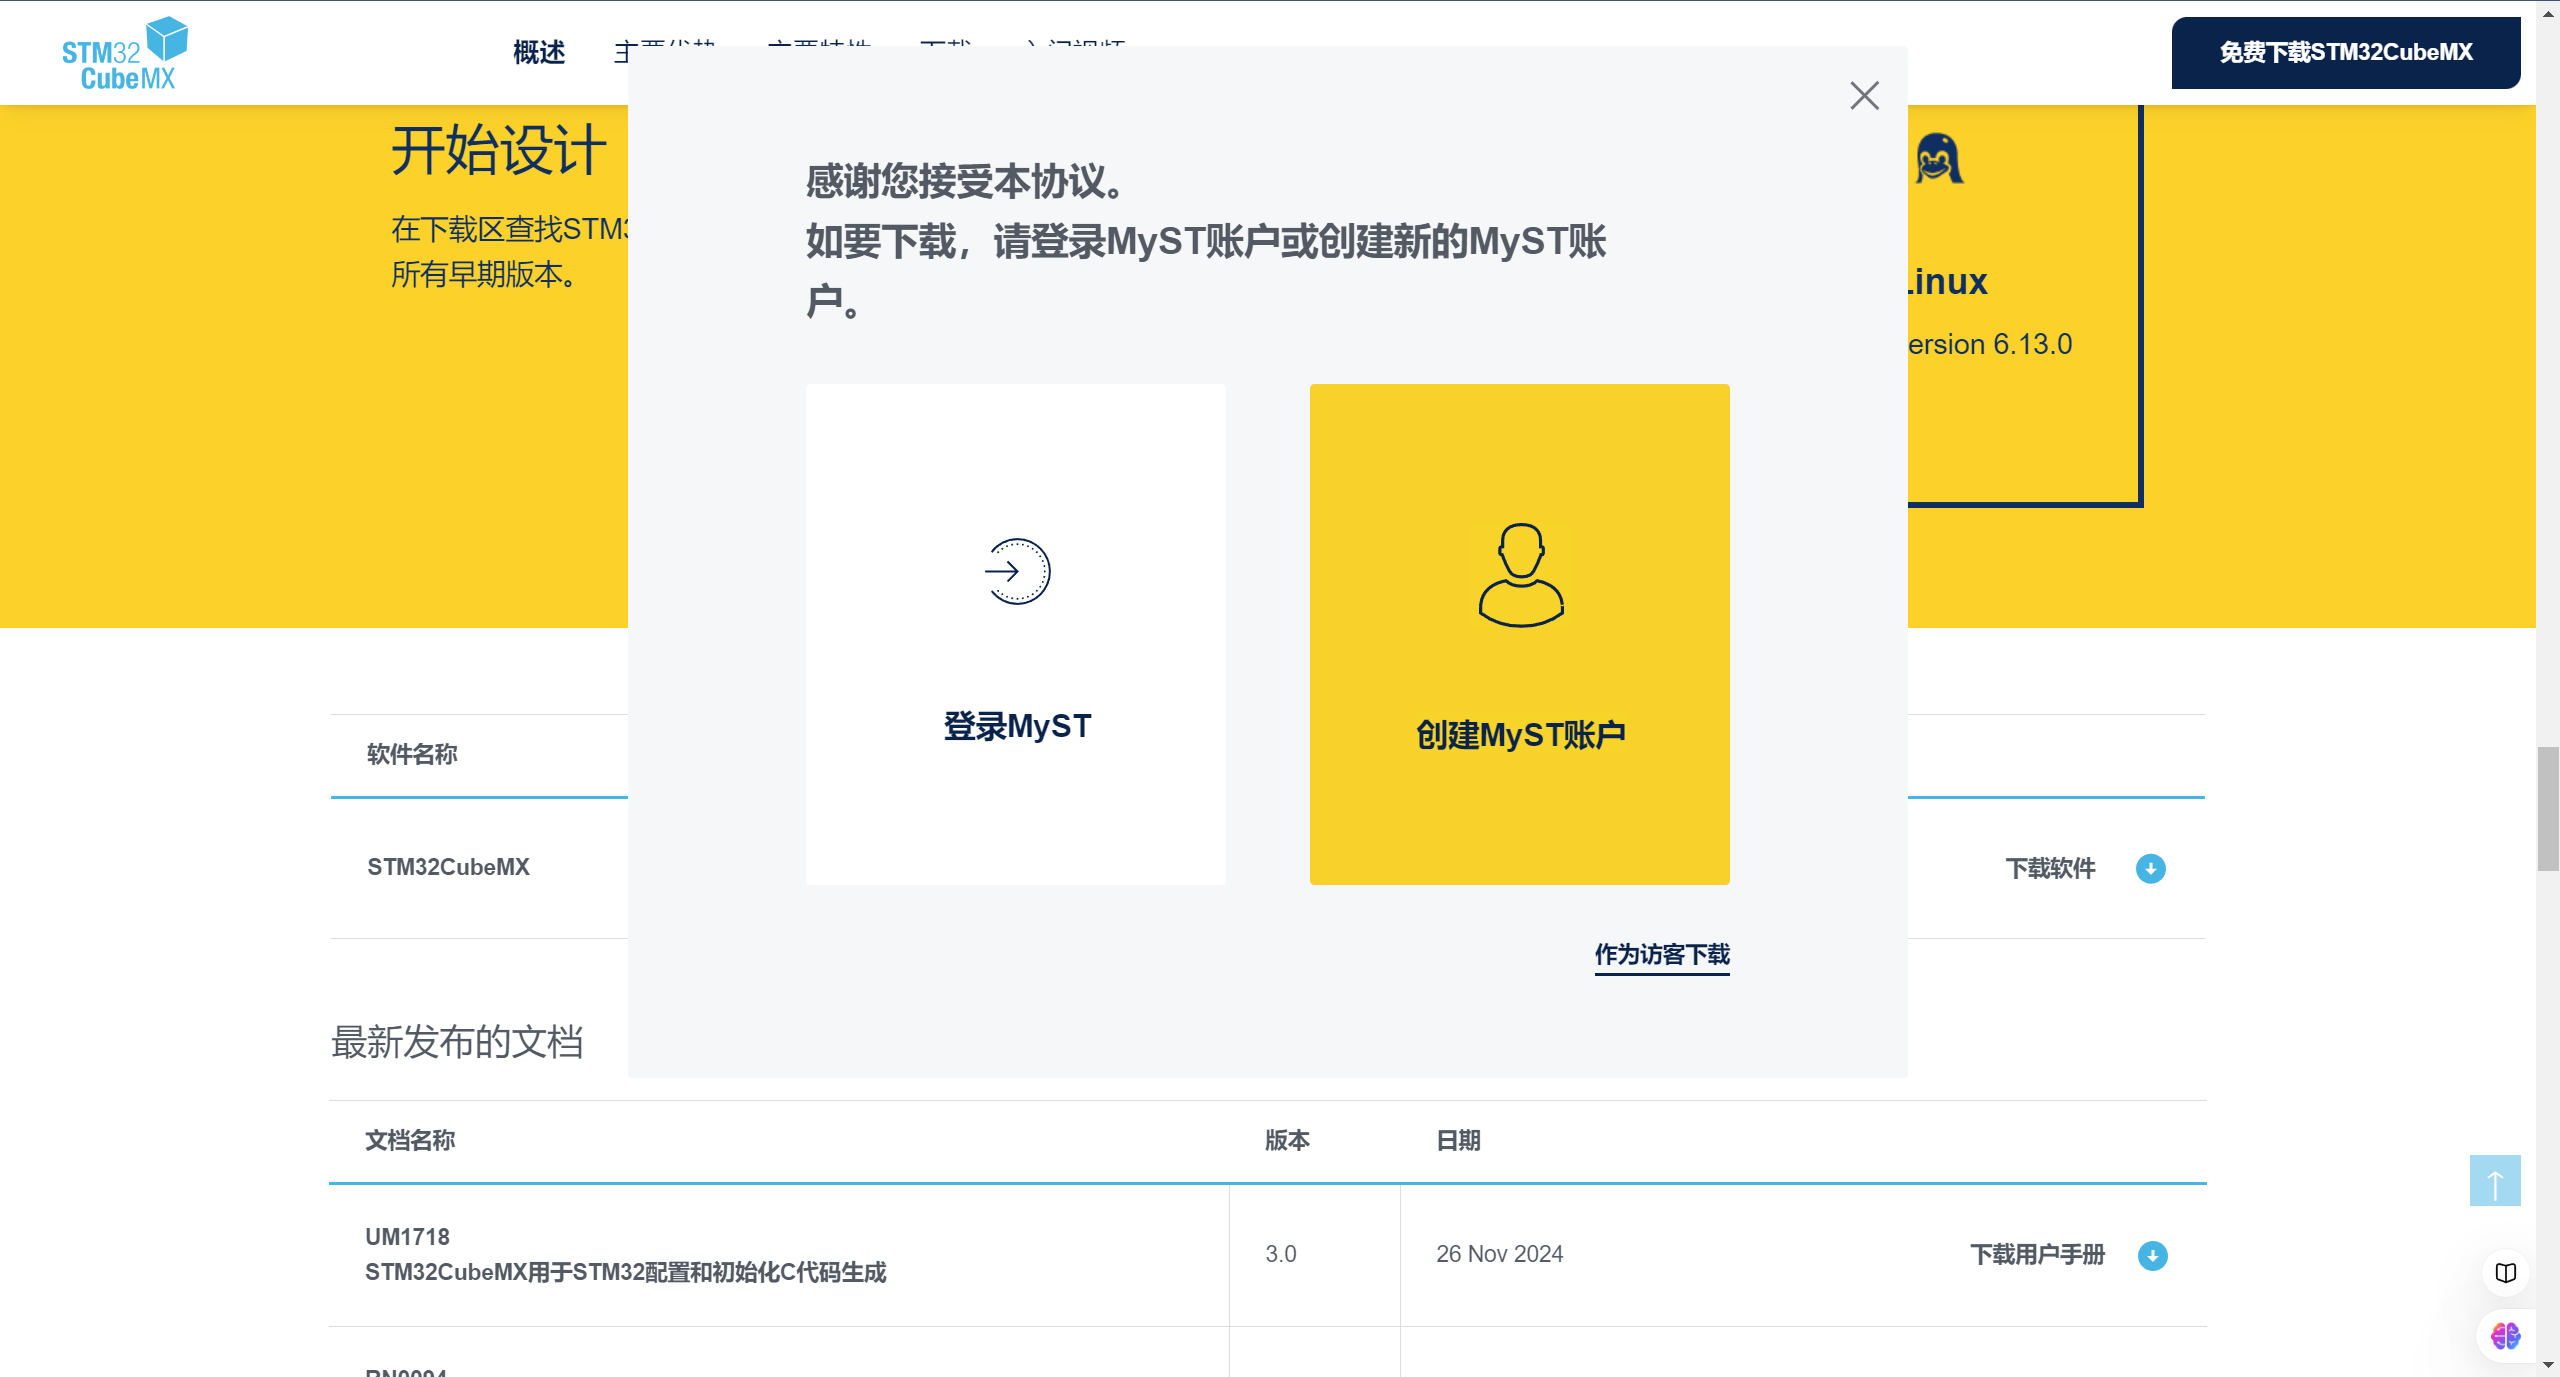 STM32
CubeMX
概述
免费下载STM32CubeMX
开始设计
在下载区查找STM
所有早期版本。
感谢您接受本协议。
如要下载，请登录MyST账户或创建新的MyST账
户。
登录MyST
创建MyST账户
作为访客下载
Linux
ersion 6.13.0
软件名称
STM32CubeMX
下载软件
最新发布的文档
文档名称 版本 日期
UM1718
STM32CubeMX用于STM32配置和初始化C代码生成
3.0
26 Nov 2024
下载用户手册